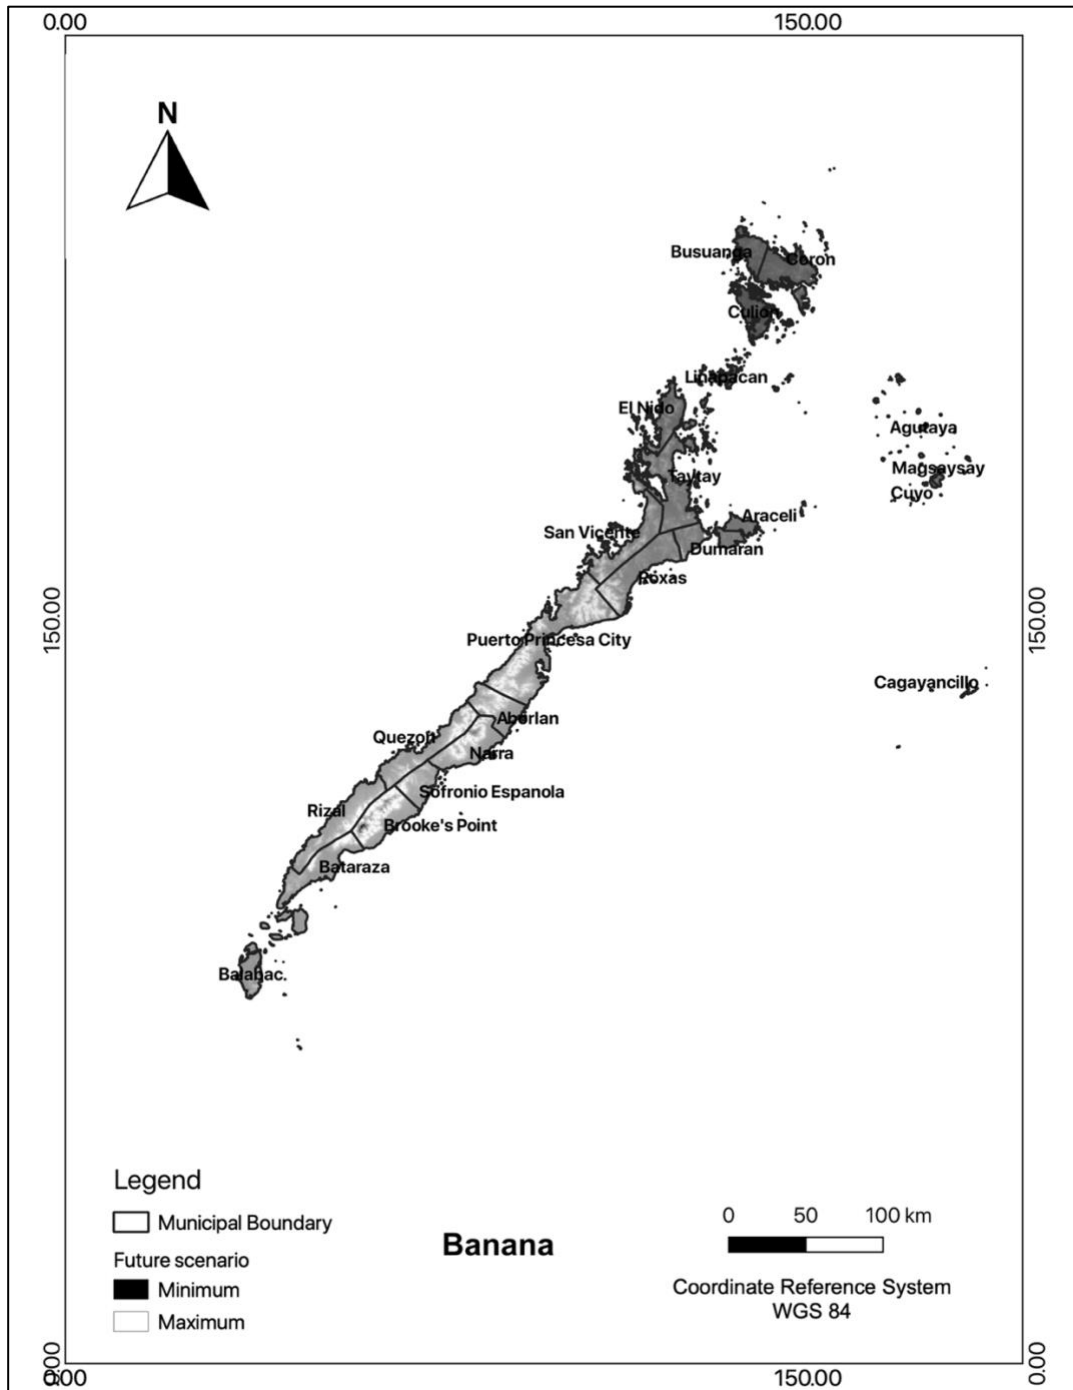 0.00
150.00
N
Busuanga
Coron
Culion
Linapacan
El Nido
Agutaya
Magsaysay
Taytay
Cuyo
Araceli
San Vicente
Dumaran
Roxas
150.00
150.00
Puerto Princesa City
Cagayancillo
Aborlan
Quezon
Narra
Sofronio Espanola
Rizal
Brooke's Point
Bataraza
Balabac
Legend
Municipal Boundary
Future scenario
Minimum
Maximum
Banana
0 50 100 km
Coordinate Reference System
WGS 84
0.00
0.00
0.00
150.00